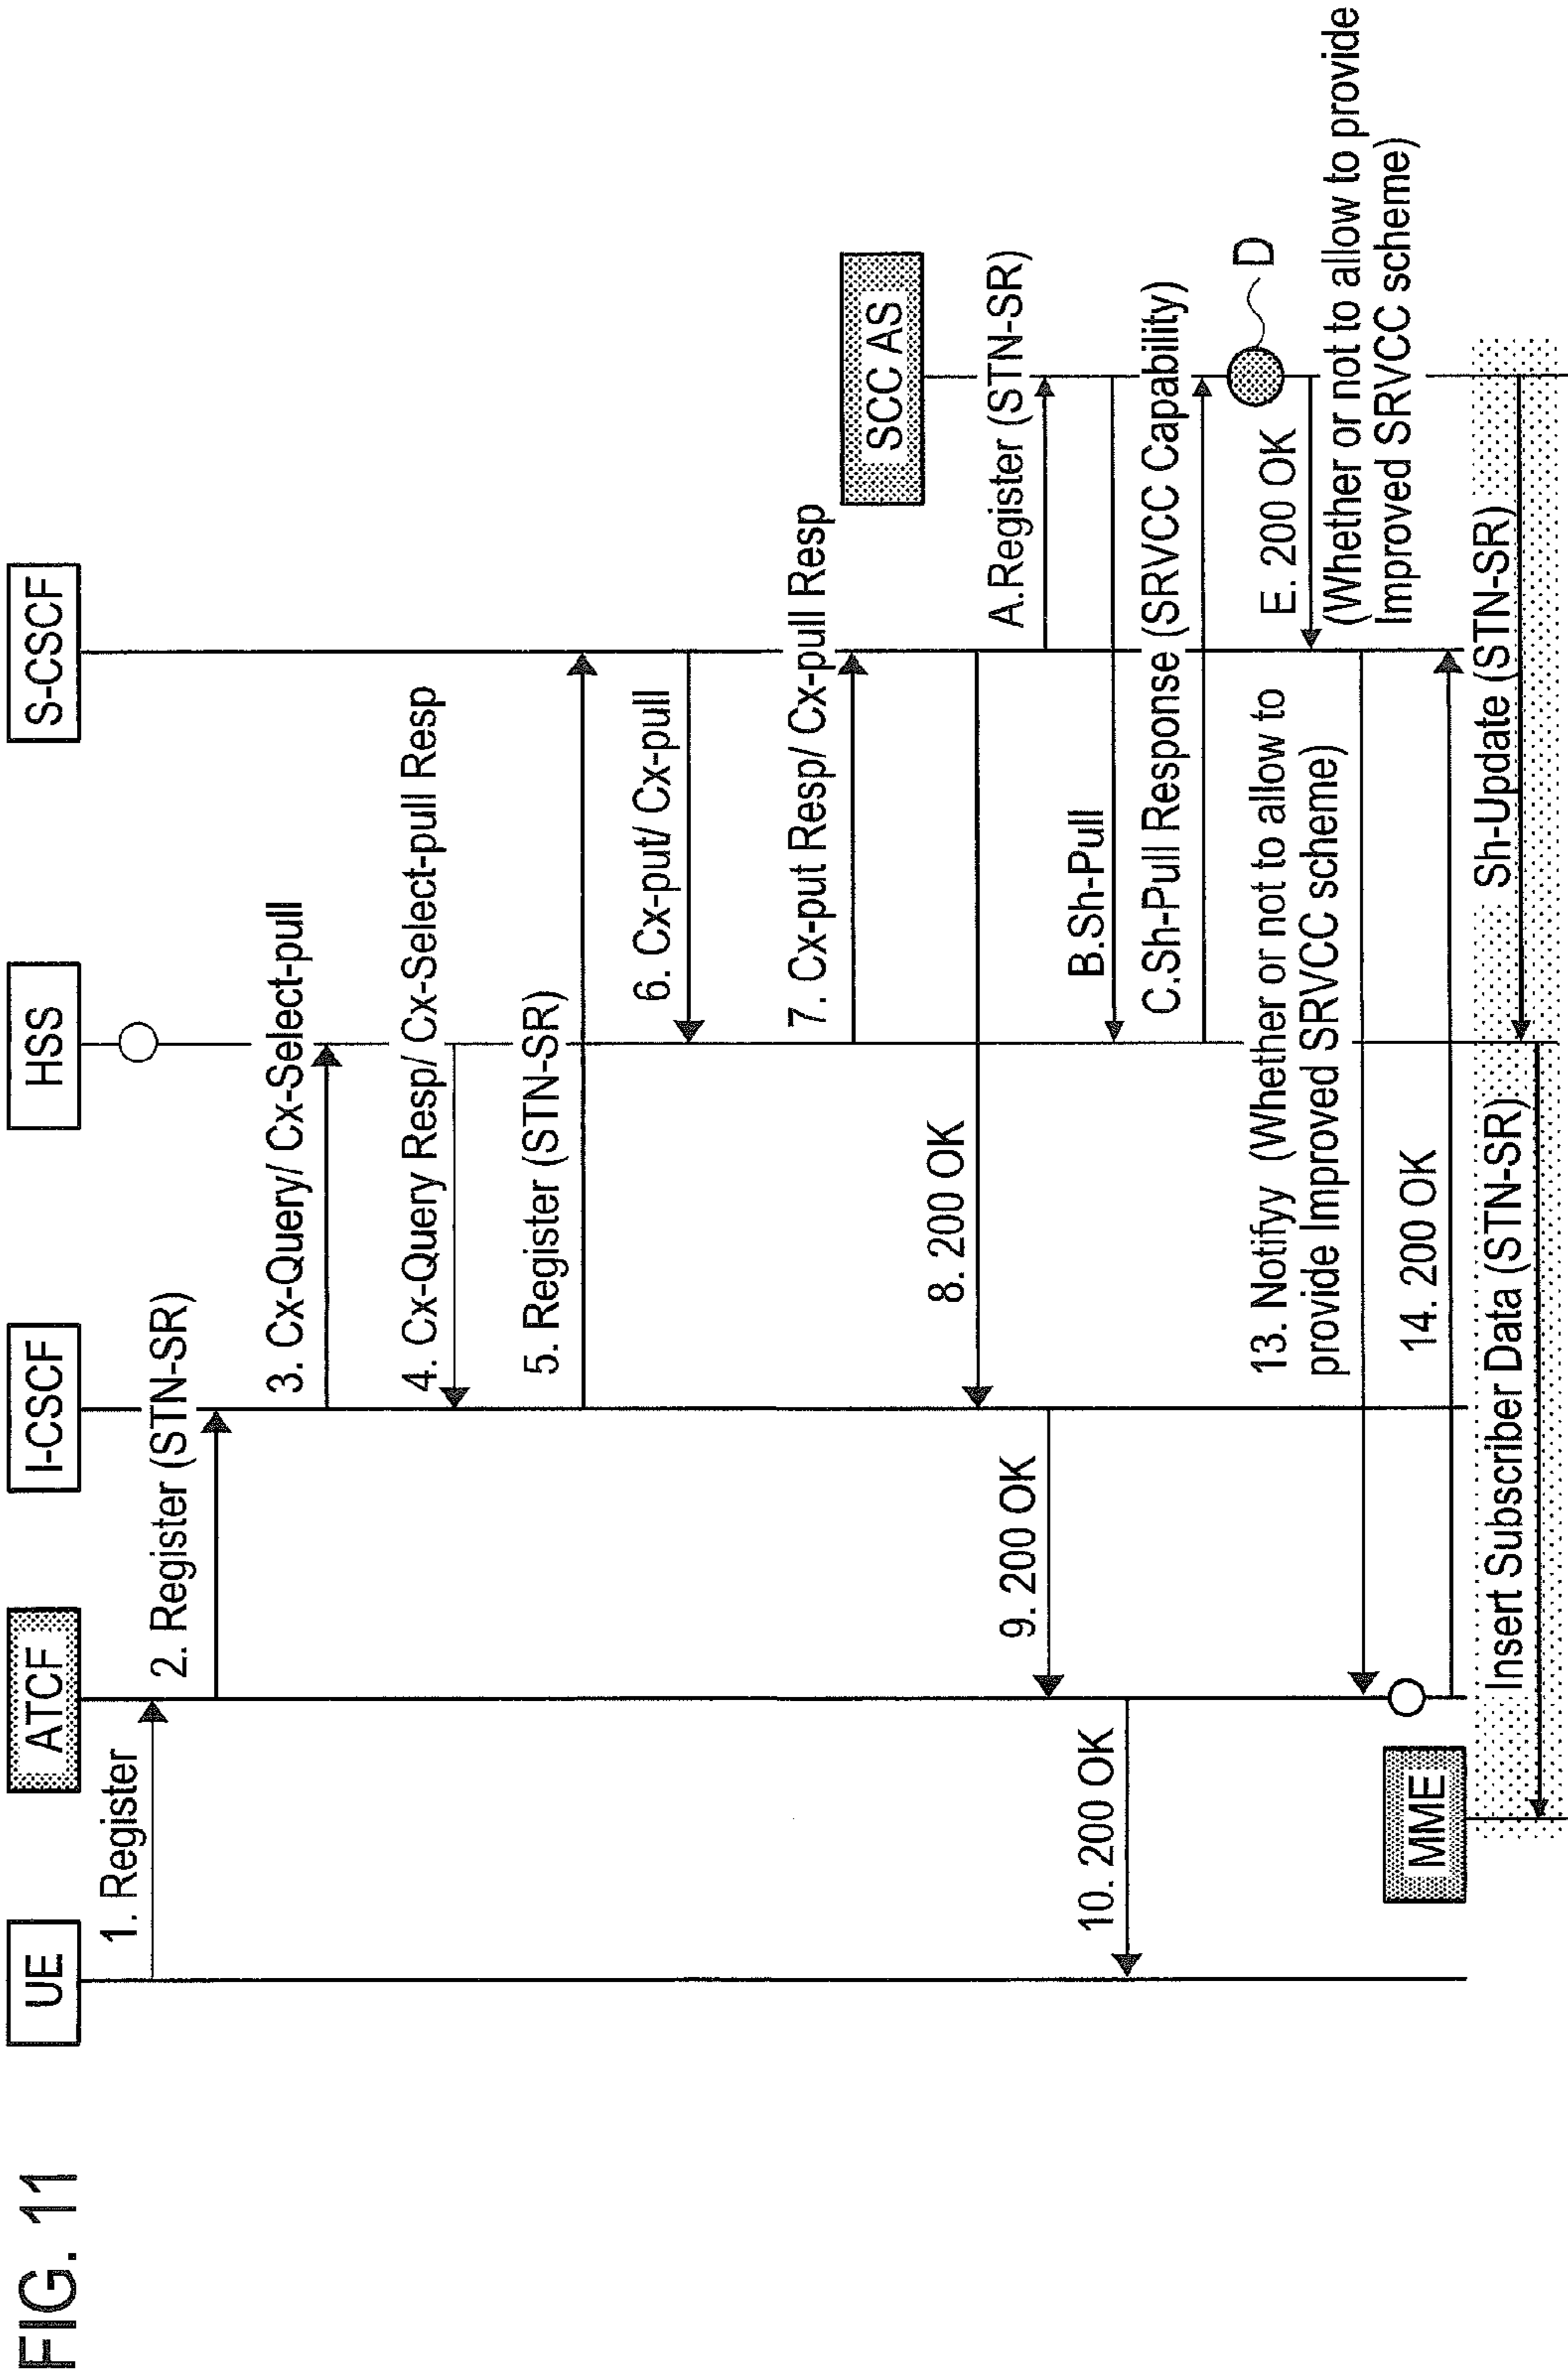 FIG. 11
UE
ATCF
I-CSCF
HSS
S-CSCF
1. Register
2. Register (STN-SR)
3. Cx-Query/ Cx-Select-pull
4. Cx-Query Resp/ Cx-Select-pull Resp
5. Register (STN-SR)
6. Cx-put/ Cx-pull
7. Cx-put Resp/ Cx-pull Resp
SCC AS
8. 200 OK
9. 200 OK
A.Register (STN-SR)
10. 200 OK
B.Sh-Pull
C.Sh-Pull Response (SRVCC Capability)
D
E. 200 OK
(Whether or not to allow to provide
Improved SRVCC scheme)
13. Notifyy (Whether or not to allow to
provide Improved SRVCC scheme)
MME
14. 200 OK
Sh-Update (STN-SR)
Insert Subscriber Data (STN-SR)